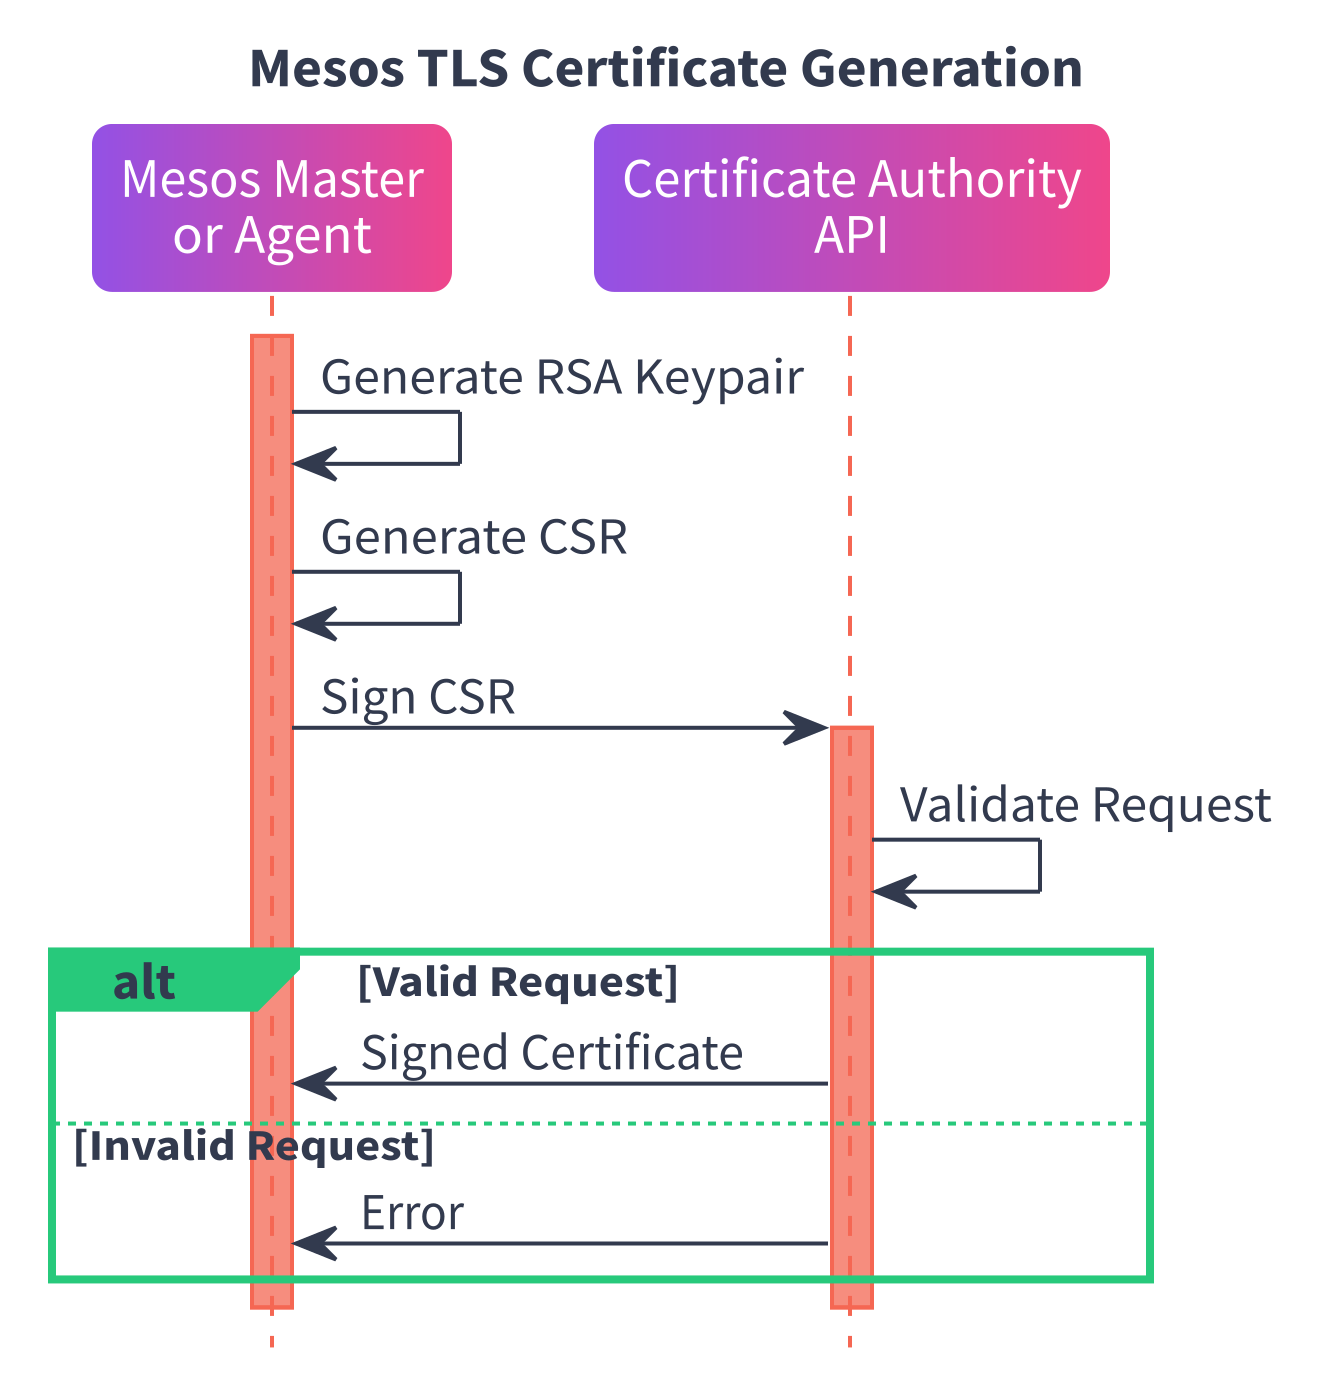 Mesos TLS Certificate Generation
Mesos Master
or Agent
Certificate Authority
API
Generate RSA Keypair
Generate CSR
Sign CSR
Validate Request
alt
[Valid Request]
Signed Certificate
[Invalid Request]
Error